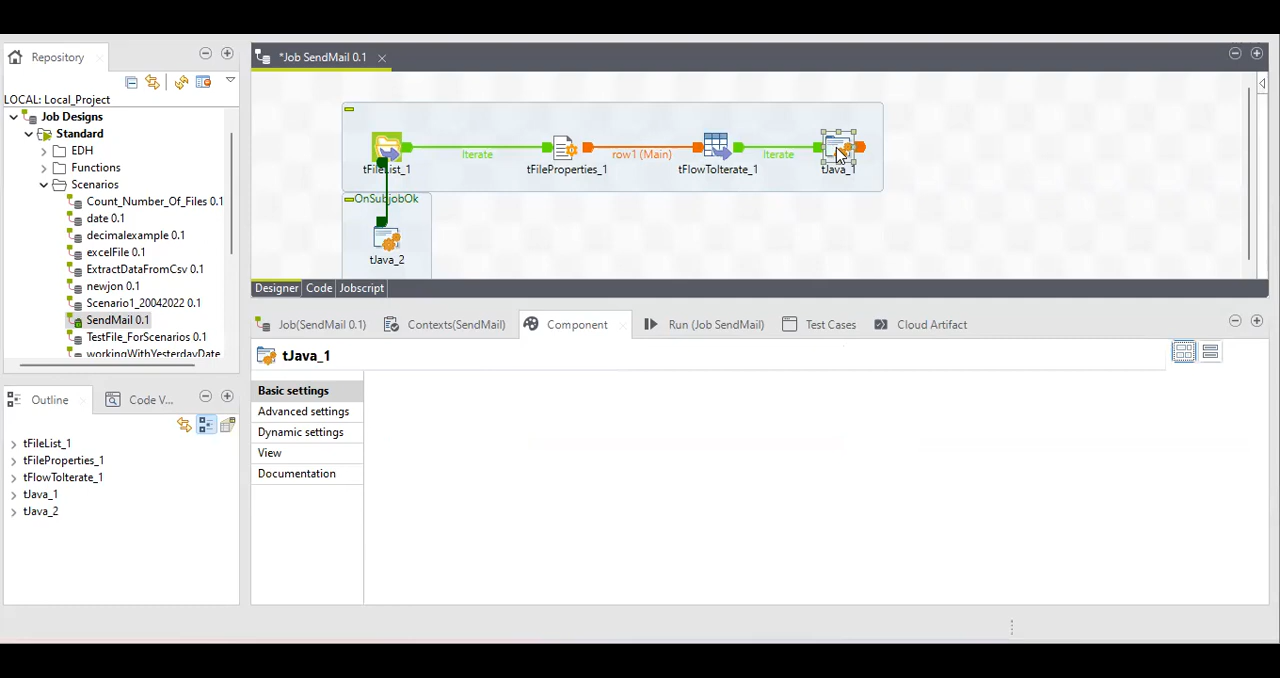 Repository
LOCAL: Local_Project
Job Designs
Standard
EDH
Functions
Scenarios
Count_Number_Of_Files 0.1
date 0.1
decimalexample 0.1
excelFile 0.1
ExtractDataFromCsv 0.1
newjon 0.1
Scenario1_20042022 0.1
SendMail 0.1
TestFile_ForScenarios 0.1
workingWithYesterdayDate
Outline
Code V...
tFileList_1
tFileProperties_1
tFlowToIterate_1
tJava_1
tJava_2
*Job SendMail 0.1
Iterate
row1 (Main)
Iterate
tFileList_1
tFileProperties_1
tFlowToIterate_1
tJava_1
OnSubjobOk
tJava_2
Designer
Code
Jobscript
Job(SendMail 0.1)
Contexts(SendMail)
Component
Run (Job SendMail)
Test Cases
Cloud Artifact
tJava_1
Basic settings
Advanced settings
Dynamic settings
View
Documentation